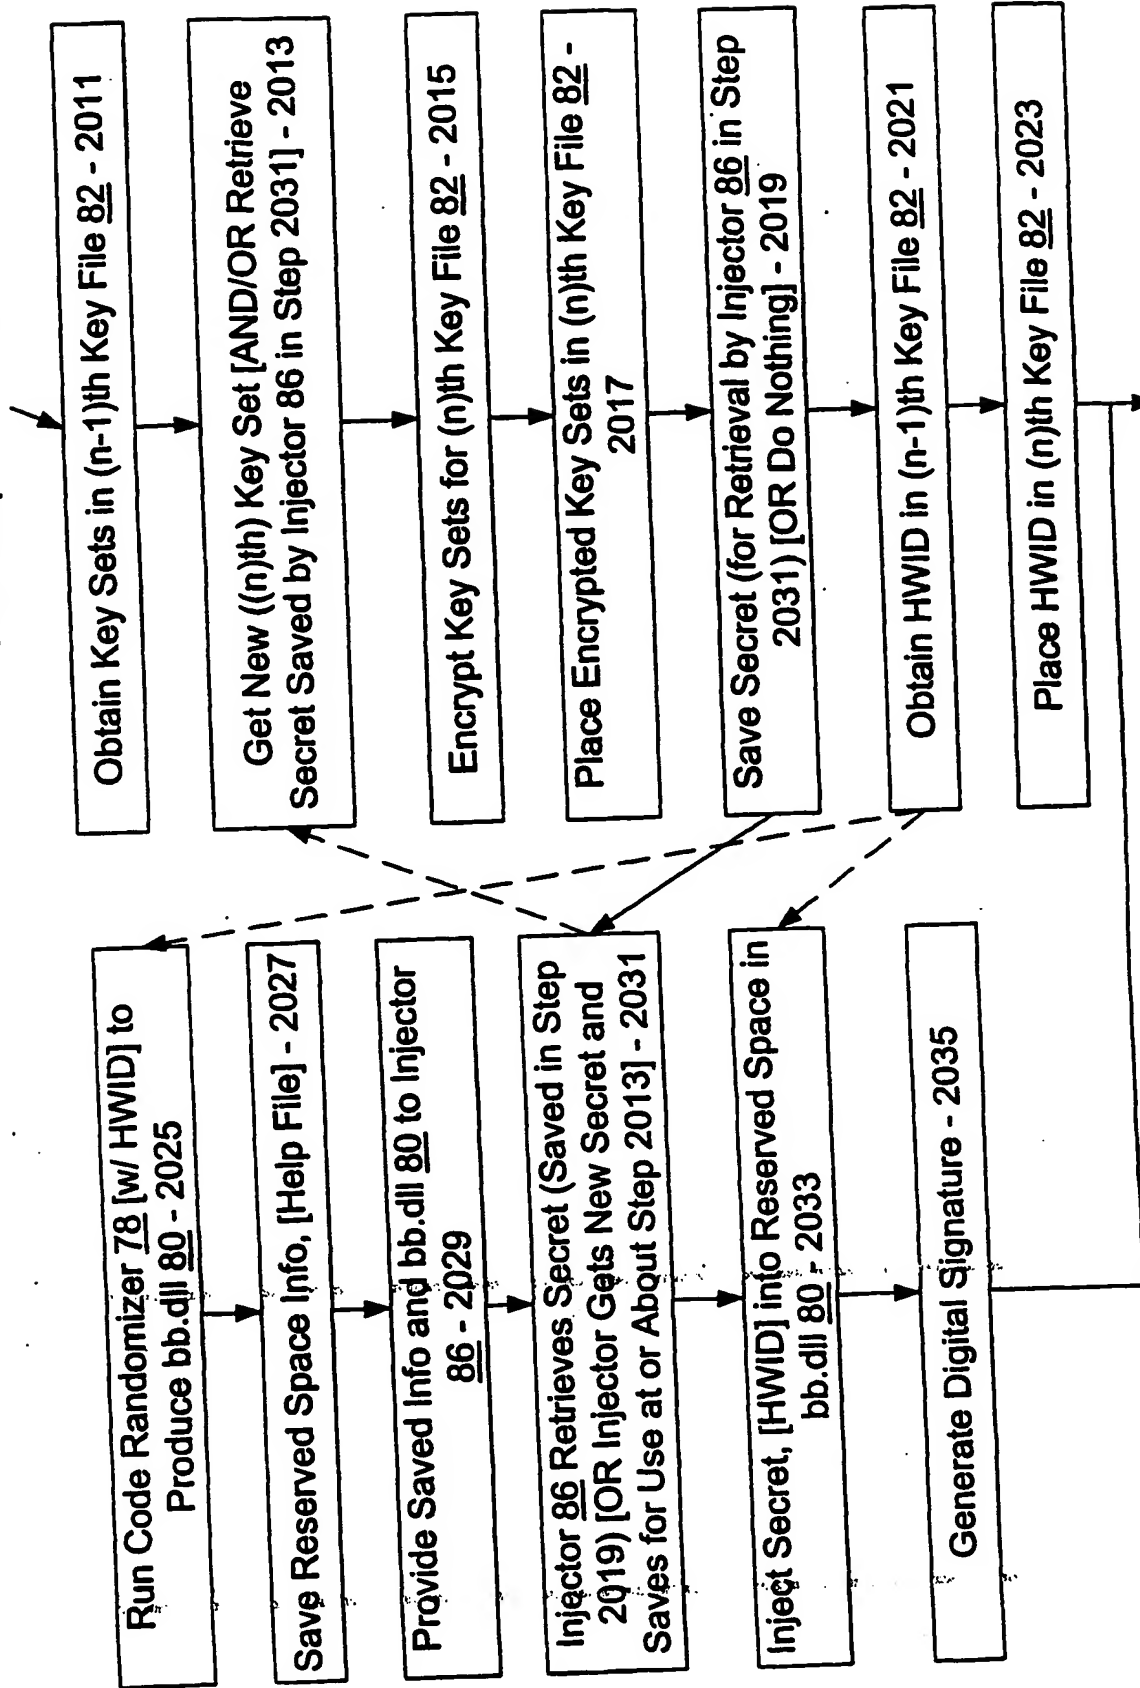 Obtain Key Sets in (n-1)th Key File 82 - 2011
Get New ((n)th) Key Set [AND/OR Retrieve
Secret Saved by Injector 86 in Step 2031] - 2013
Encrypt Key Sets for (n)th Key File 82 - 2015
Place Encrypted Key Sets in (n)th Key File 82 -
2017
Save Secret (for Retrieval by Injector 86 in Step
2031) [OR Do Nothing] - 2019
Obtain HWID in (n-1)th Key File 82 - 2021
Place HWID in (n)th Key File 82 - 2023
Run Code Randomizer 78 [w/ HWID] to
Produce bb.dll 80 - 2025
Save Reserved Space Info, [Help File] - 2027
Provide Saved Info and bb.dll 80 to Injector
86 - 2029
Injector 86 Retrieves Secret (Saved in Step
2019) [OR Injector Gets New Secret and
Saves for Use at or About Step 2013] - 2031
Inject Secret, [HWID] into Reserved Space in
bb.dll 80 - 2033
Generate Digital Signature - 2035